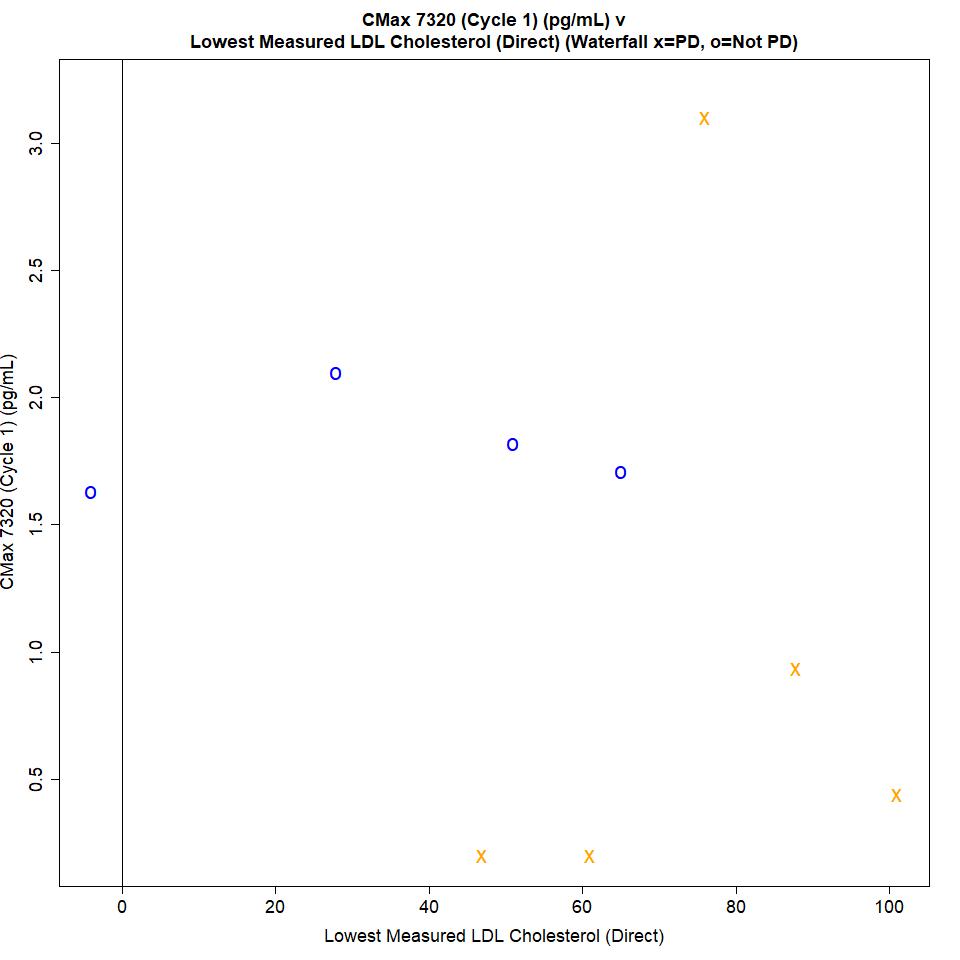 CMax 7320 (Cycle 1) (pg/mL) v
Lowest Measured LDL Cholesterol (Direct) (Waterfall x=PD, o=Not PD)
CMax 7320 (Cycle 1) (pg/mL)
3.0
2.5
2.0
1.5
1.0
0.5
x
o
o
o
o
x
x
x
x
0
20
40
60
80
100
Lowest Measured LDL Cholesterol (Direct)